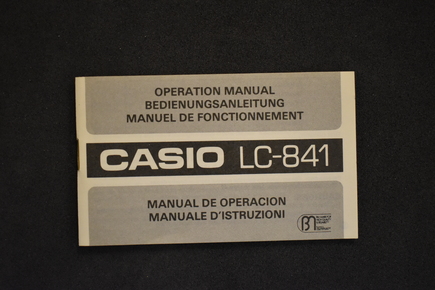 OPERATION MANUAL
BEDIENUNGSANLEITUNG
MANUEL DE FONCTIONNEMENT
CASIO LC-841
MANUAL DE OPERACION
MANUALE D'ISTRUZIONI